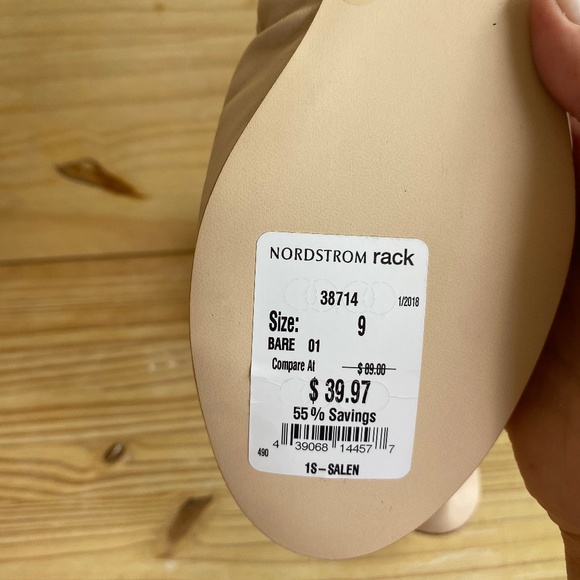 NORDSTROM rack
38714 1/2018
Size: 9
BARE 01
Compare At $ 89.00
$ 39.97
55% Savings
4 39068 14457 7
490
1S-SALEN